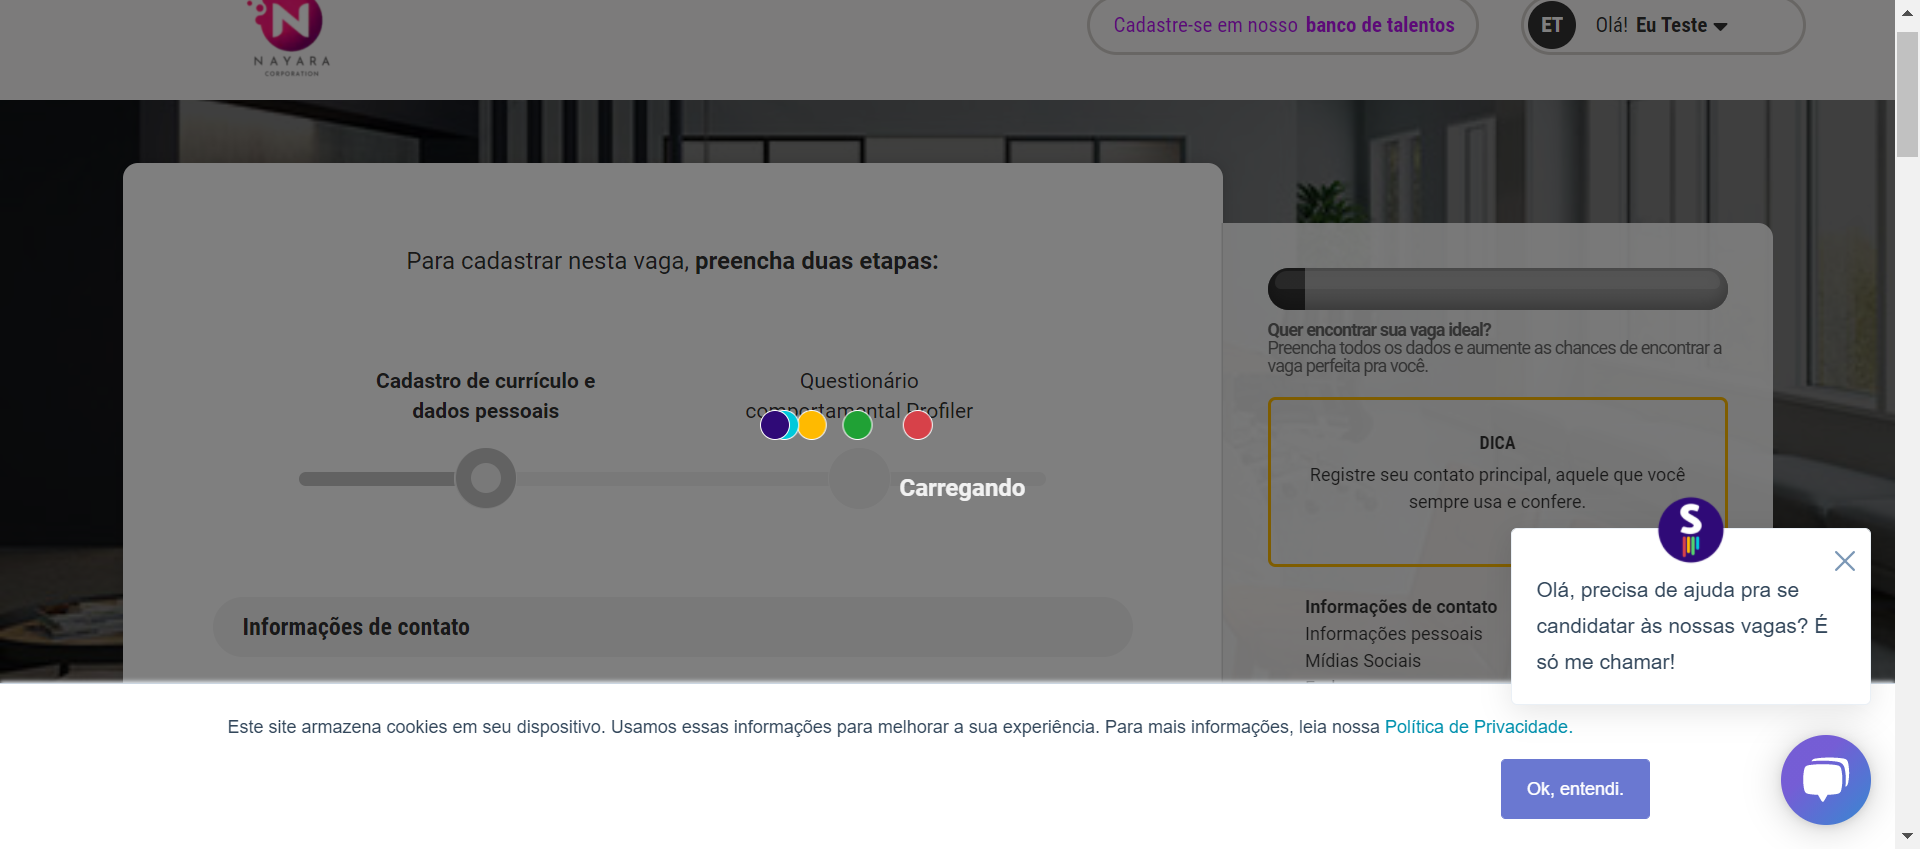 NAYARA
CORPORATION
Cadastre-se em nosso banco de talentos
ET
Olá! Eu Teste
Para cadastrar nesta vaga, preencha duas etapas:
Cadastro de currículo e
dados pessoais
Questionário
comportamental Profiler
Carregando
Informações de contato
Quer encontrar sua vaga ideal?
Preencha todos os dados e aumente as chances de encontrar a
vaga perfeita pra você.
DICA
Registre seu contato principal, aquele que você
sempre usa e confere.
Informações de contato
Informações pessoais
Mídias Sociais
S
Olá, precisa de ajuda pra se
candidatar às nossas vagas? É
só me chamar!
Este site armazena cookies em seu dispositivo. Usamos essas informações para melhorar a sua experiência. Para mais informações, leia nossa Política de Privacidade.
Ok, entendi.